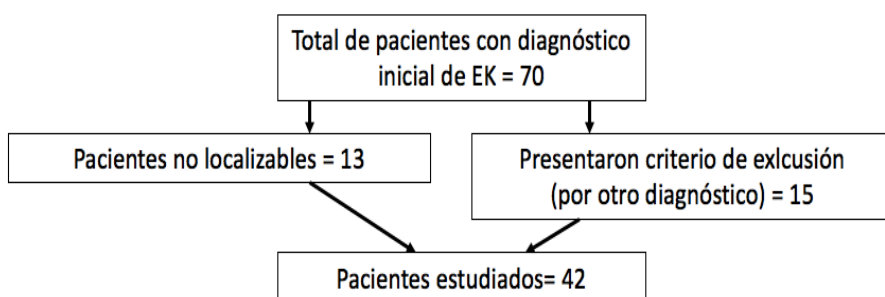 Total de pacientes con diagnóstico
inicial de EK = 70
Pacientes no localizables = 13
Presentaron criterio de exlcusión
(por otro diagnóstico) = 15
Pacientes estudiados= 42